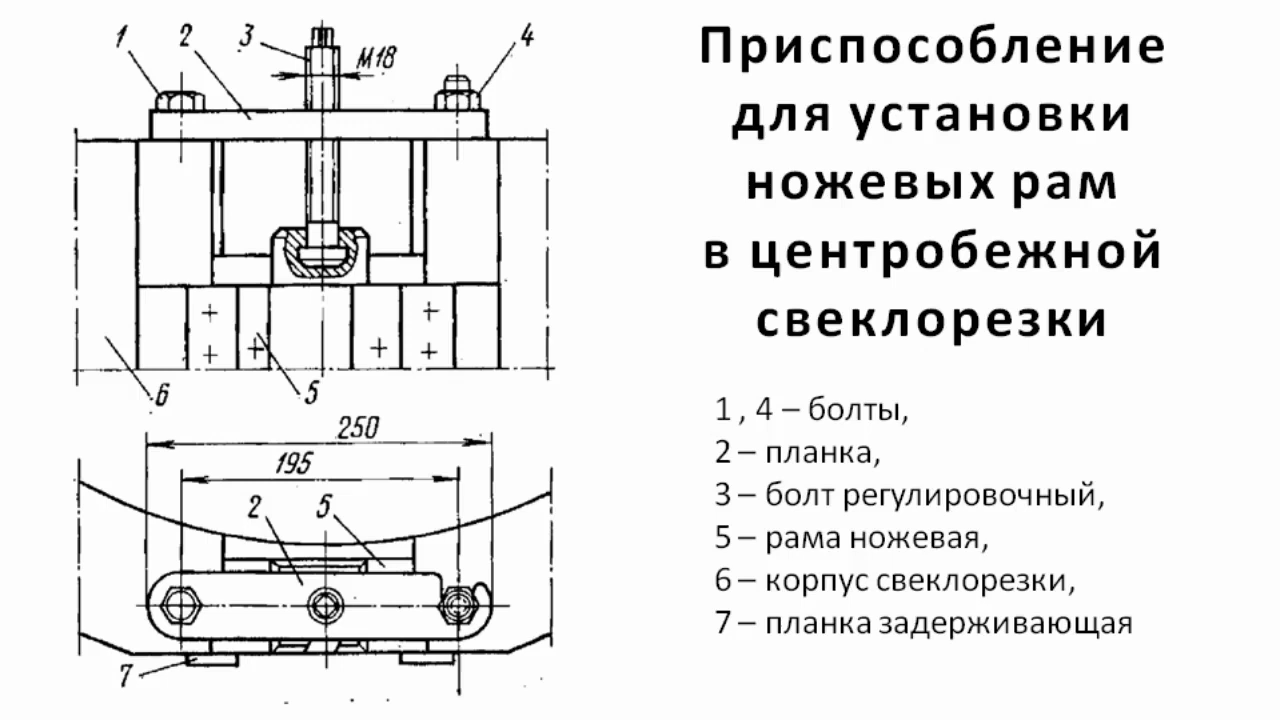 1 2 3 M18 4
6 5
250
195
2 5
7
Приспособление
для установки
ножевых рам
в центробежной
свеклорезки
1 , 4 – болты,
2 – планка,
3 – болт регулировочный,
5 – рама ножевая,
6 – корпус свеклорезки,
7 – планка задерживающая